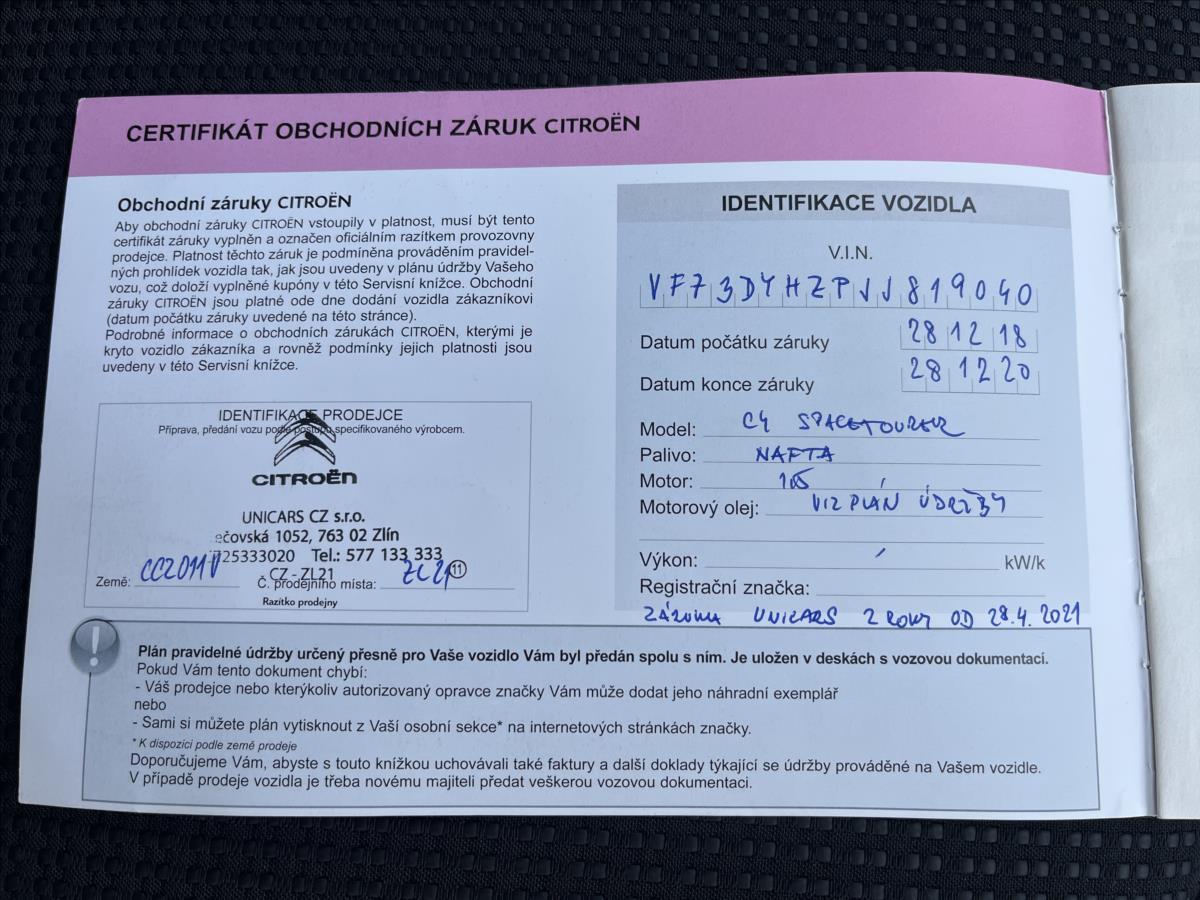 CERTIFIKÁT OBCHODNÍCH ZÁRUK CITROËN
Obchodní záruky CITROËN
Aby obchodní záruky CITROËN vstoupily v platnost, musí být tento
certifikát záruky vyplněn a označen oficiálním razítkem provozovny
prodejce. Platnost těchto záruk je podmíněna prováděním pravidel-
ných prohlídek vozidla tak, jak jsou uvedeny v plánu údržby Vašeho
vozu, což doloží vyplněné kupóny v této Servisní knížce. Obchodní
záruky CITROËN jsou platné ode dne dodání vozidla zákazníkovi
(datum počátku záruky uvedené na této stránce).
Podrobné informace o obchodních zárukách CITROËN, kterými je
kryto vozidlo zákazníka a rovněž podmínky jejich platnosti jsou
uvedeny v této Servisní knížce.
IDENTIFIKACE PRODEJCE
Příprava, předání vozu podle postupu specifikovaného výrobcem.
CITROËN
UNICARS CZ s.r.o.
ečovská 1052, 763 02 Zlín
725333020 Tel.: 577 133 333
CZ - ZL21
Země: CCZ011V Č. prodejního místa: ZL21 11
Razítko prodejny
IDENTIFIKACE VOZIDLA
V.I.N.
VF73DYHZPJJ819040
Datum počátku záruky 28 12 18
Datum konce záruky 28 12 20
Model: C4 SPACETOURER
Palivo: NAFTA
Motor: 1.5
Motorový olej: VIZ PLÁN ÚDRŽBY
Výkon: kW/k
Registrační značka:
ZÁRUKA UNICARS 2 ROKY OD 28.4.2021
Plán pravidelné údržby určený přesně pro Vaše vozidlo Vám byl předán spolu s ním. Je uložen v deskách s vozovou dokumentací.
Pokud Vám tento dokument chybí:
- Váš prodejce nebo kterýkoliv autorizovaný opravce značky Vám může dodat jeho náhradní exemplář
nebo
- Sami si můžete plán vytisknout z Vaší osobní sekce* na internetových stránkách značky.
* K dispozici podle země prodeje
Doporučujeme Vám, abyste s touto knížkou uchovávali také faktury a další doklady týkající se údržby prováděné na Vašem vozidle.
V případě prodeje vozidla je třeba novému majiteli předat veškerou vozovou dokumentaci.